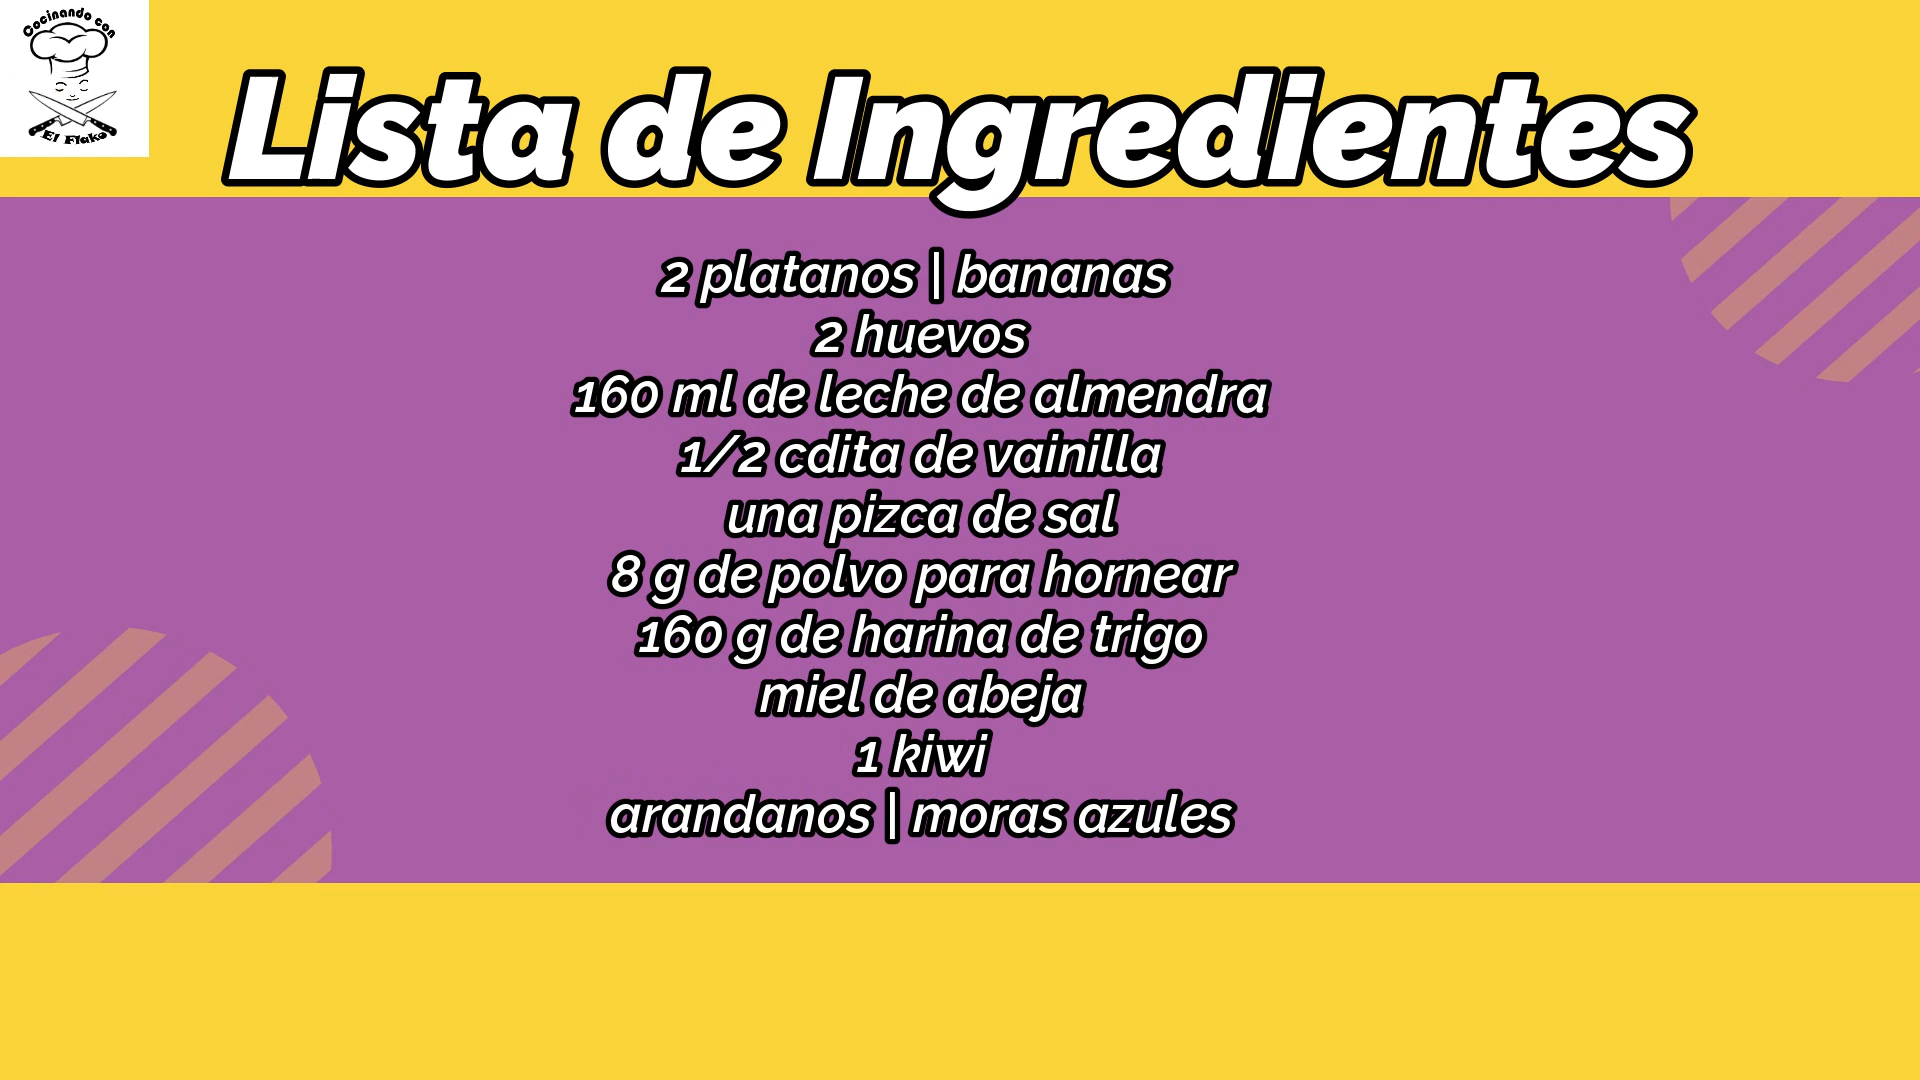 Cocinando con
El Flako
Lista de Ingredientes
2 platanos | bananas
2 huevos
160 ml de leche de almendra
1/2 cdita de vainilla
una pizca de sal
8 g de polvo para hornear
160 g de harina de trigo
miel de abeja
1 kiwi
arandanos | moras azules